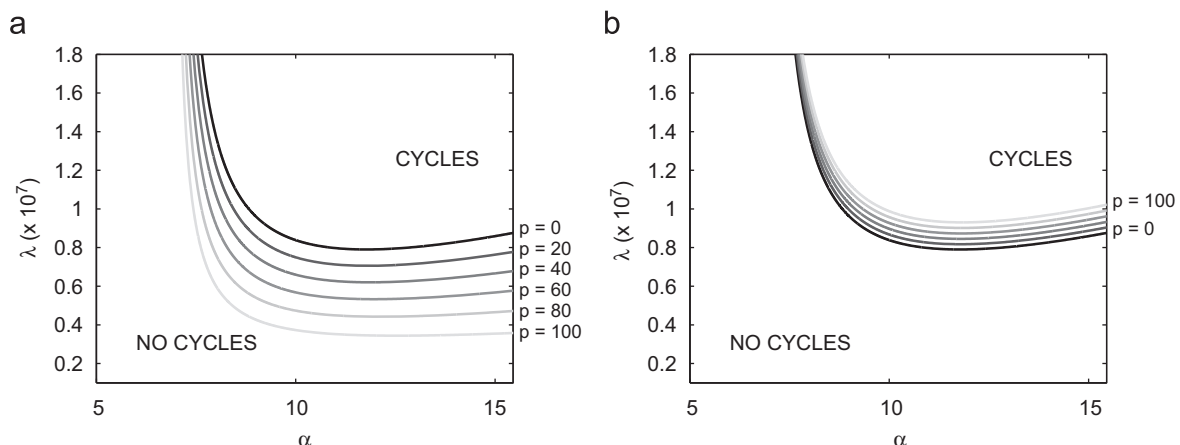 a
1.8
1.6
1.4
1.2
1
0.8
0.6
0.4
0.2
λ (x 10⁷)
CYCLES
NO CYCLES
p = 0
p = 20
p = 40
p = 60
p = 80
p = 100
5 10 15
α
b
1.8
1.6
1.4
1.2
1
0.8
0.6
0.4
0.2
λ (x 10⁷)
CYCLES
NO CYCLES
p = 100
p = 0
5 10 15
α